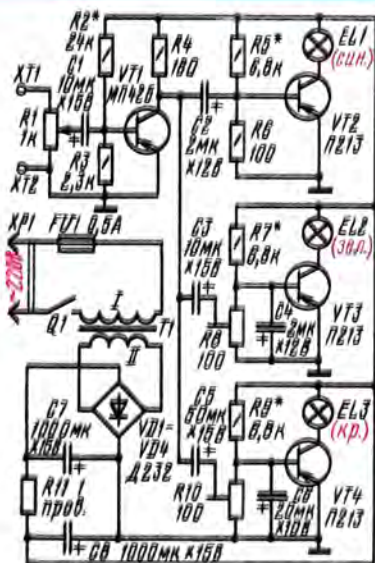 R2*
24к
C1
10мк
Х15В
R4
180
R5*
6,8к
EL1
(син.)
ХТ1
VT1
МП42Б
R1
1к
R3
2,3к
C2
2мк
Х12В
R6
100
VT2
П213
ХТ2
ХР1
FU1 0,5А
~220В
Q1
I
T1
II
C3
10мк
Х15В
R7*
6,8к
EL2
(зел.)
R8
100
C4
2мк
Х12В
VT3
П213
C7
1000мк
Х15В
VD1-
VD4
Д232
C5
50мк
Х15В
R9*
6,8к
EL3
(кр.)
R11 1
пров.
R10
100
C6
20мк
Х10В
VT4
П213
C8 1000мк Х15В